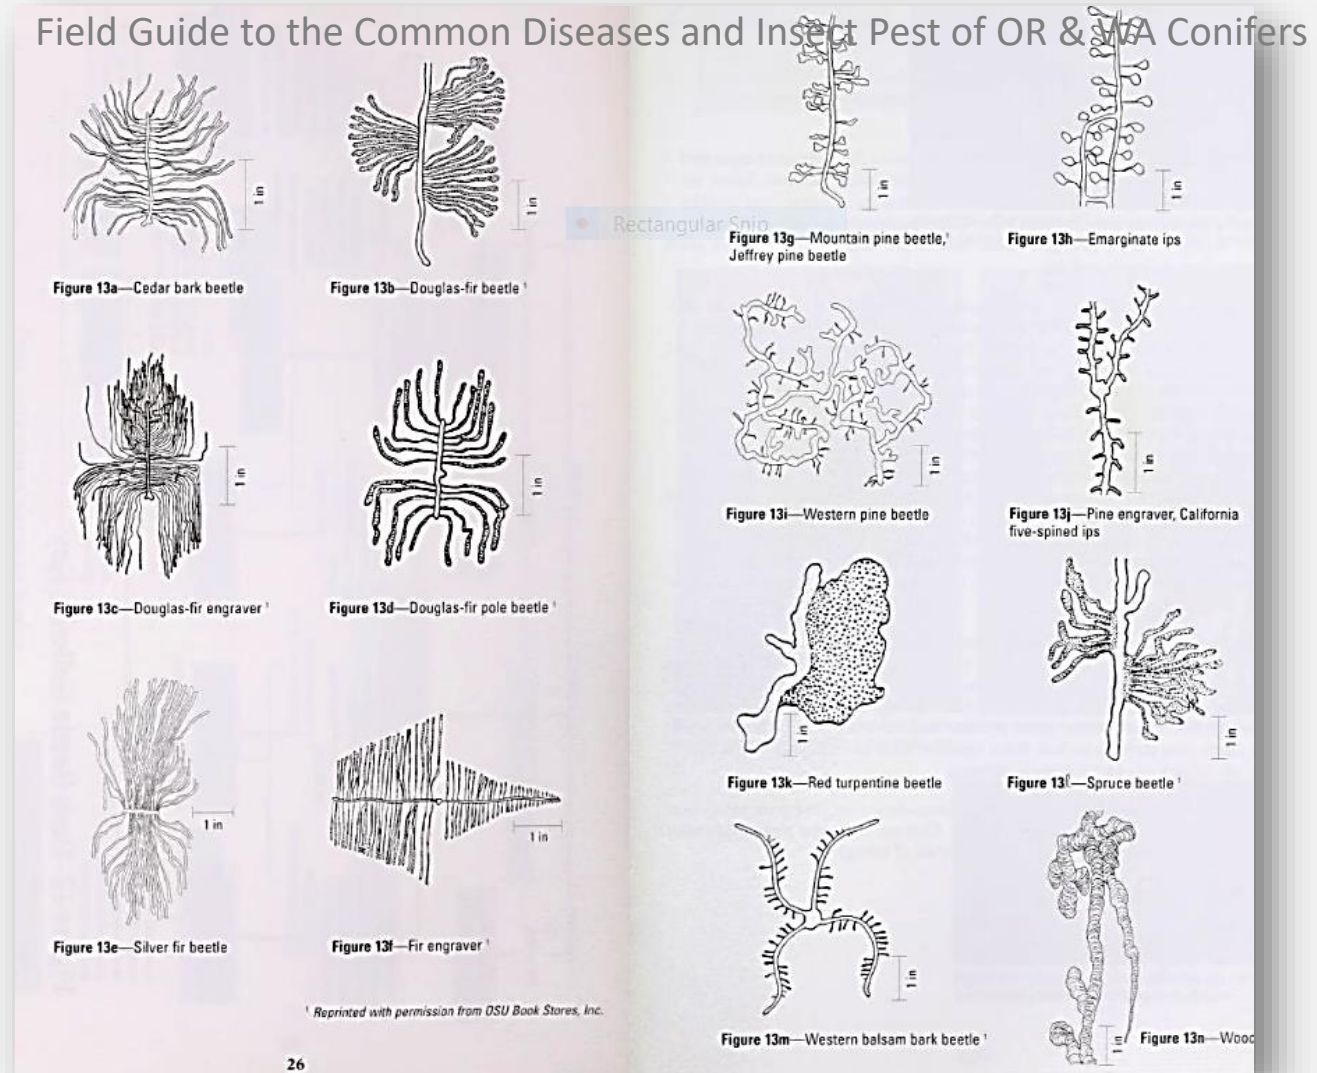 Field Guide to the Common Diseases and Insect Pest of OR & WA Conifers
1 in
Figure 13a—Cedar bark beetle
1 in
Figure 13b—Douglas-fir beetle ¹
1 in
Figure 13c—Douglas-fir engraver ¹
1 in
Figure 13d—Douglas-fir pole beetle ¹
1 in
Figure 13e—Silver fir beetle
1 in
Figure 13f—Fir engraver ¹
¹ Reprinted with permission from OSU Book Stores, Inc.
26
Rectangular Snip
1 in
Figure 13g—Mountain pine beetle,¹
Jeffrey pine beetle
1 in
Figure 13h—Emarginate ips
1 in
Figure 13i—Western pine beetle
1 in
Figure 13j—Pine engraver, California
five-spined ips
1 in
Figure 13k—Red turpentine beetle
1 in
Figure 13ℓ—Spruce beetle ¹
1 in
Figure 13m—Western balsam bark beetle ¹
1 in
Figure 13n—